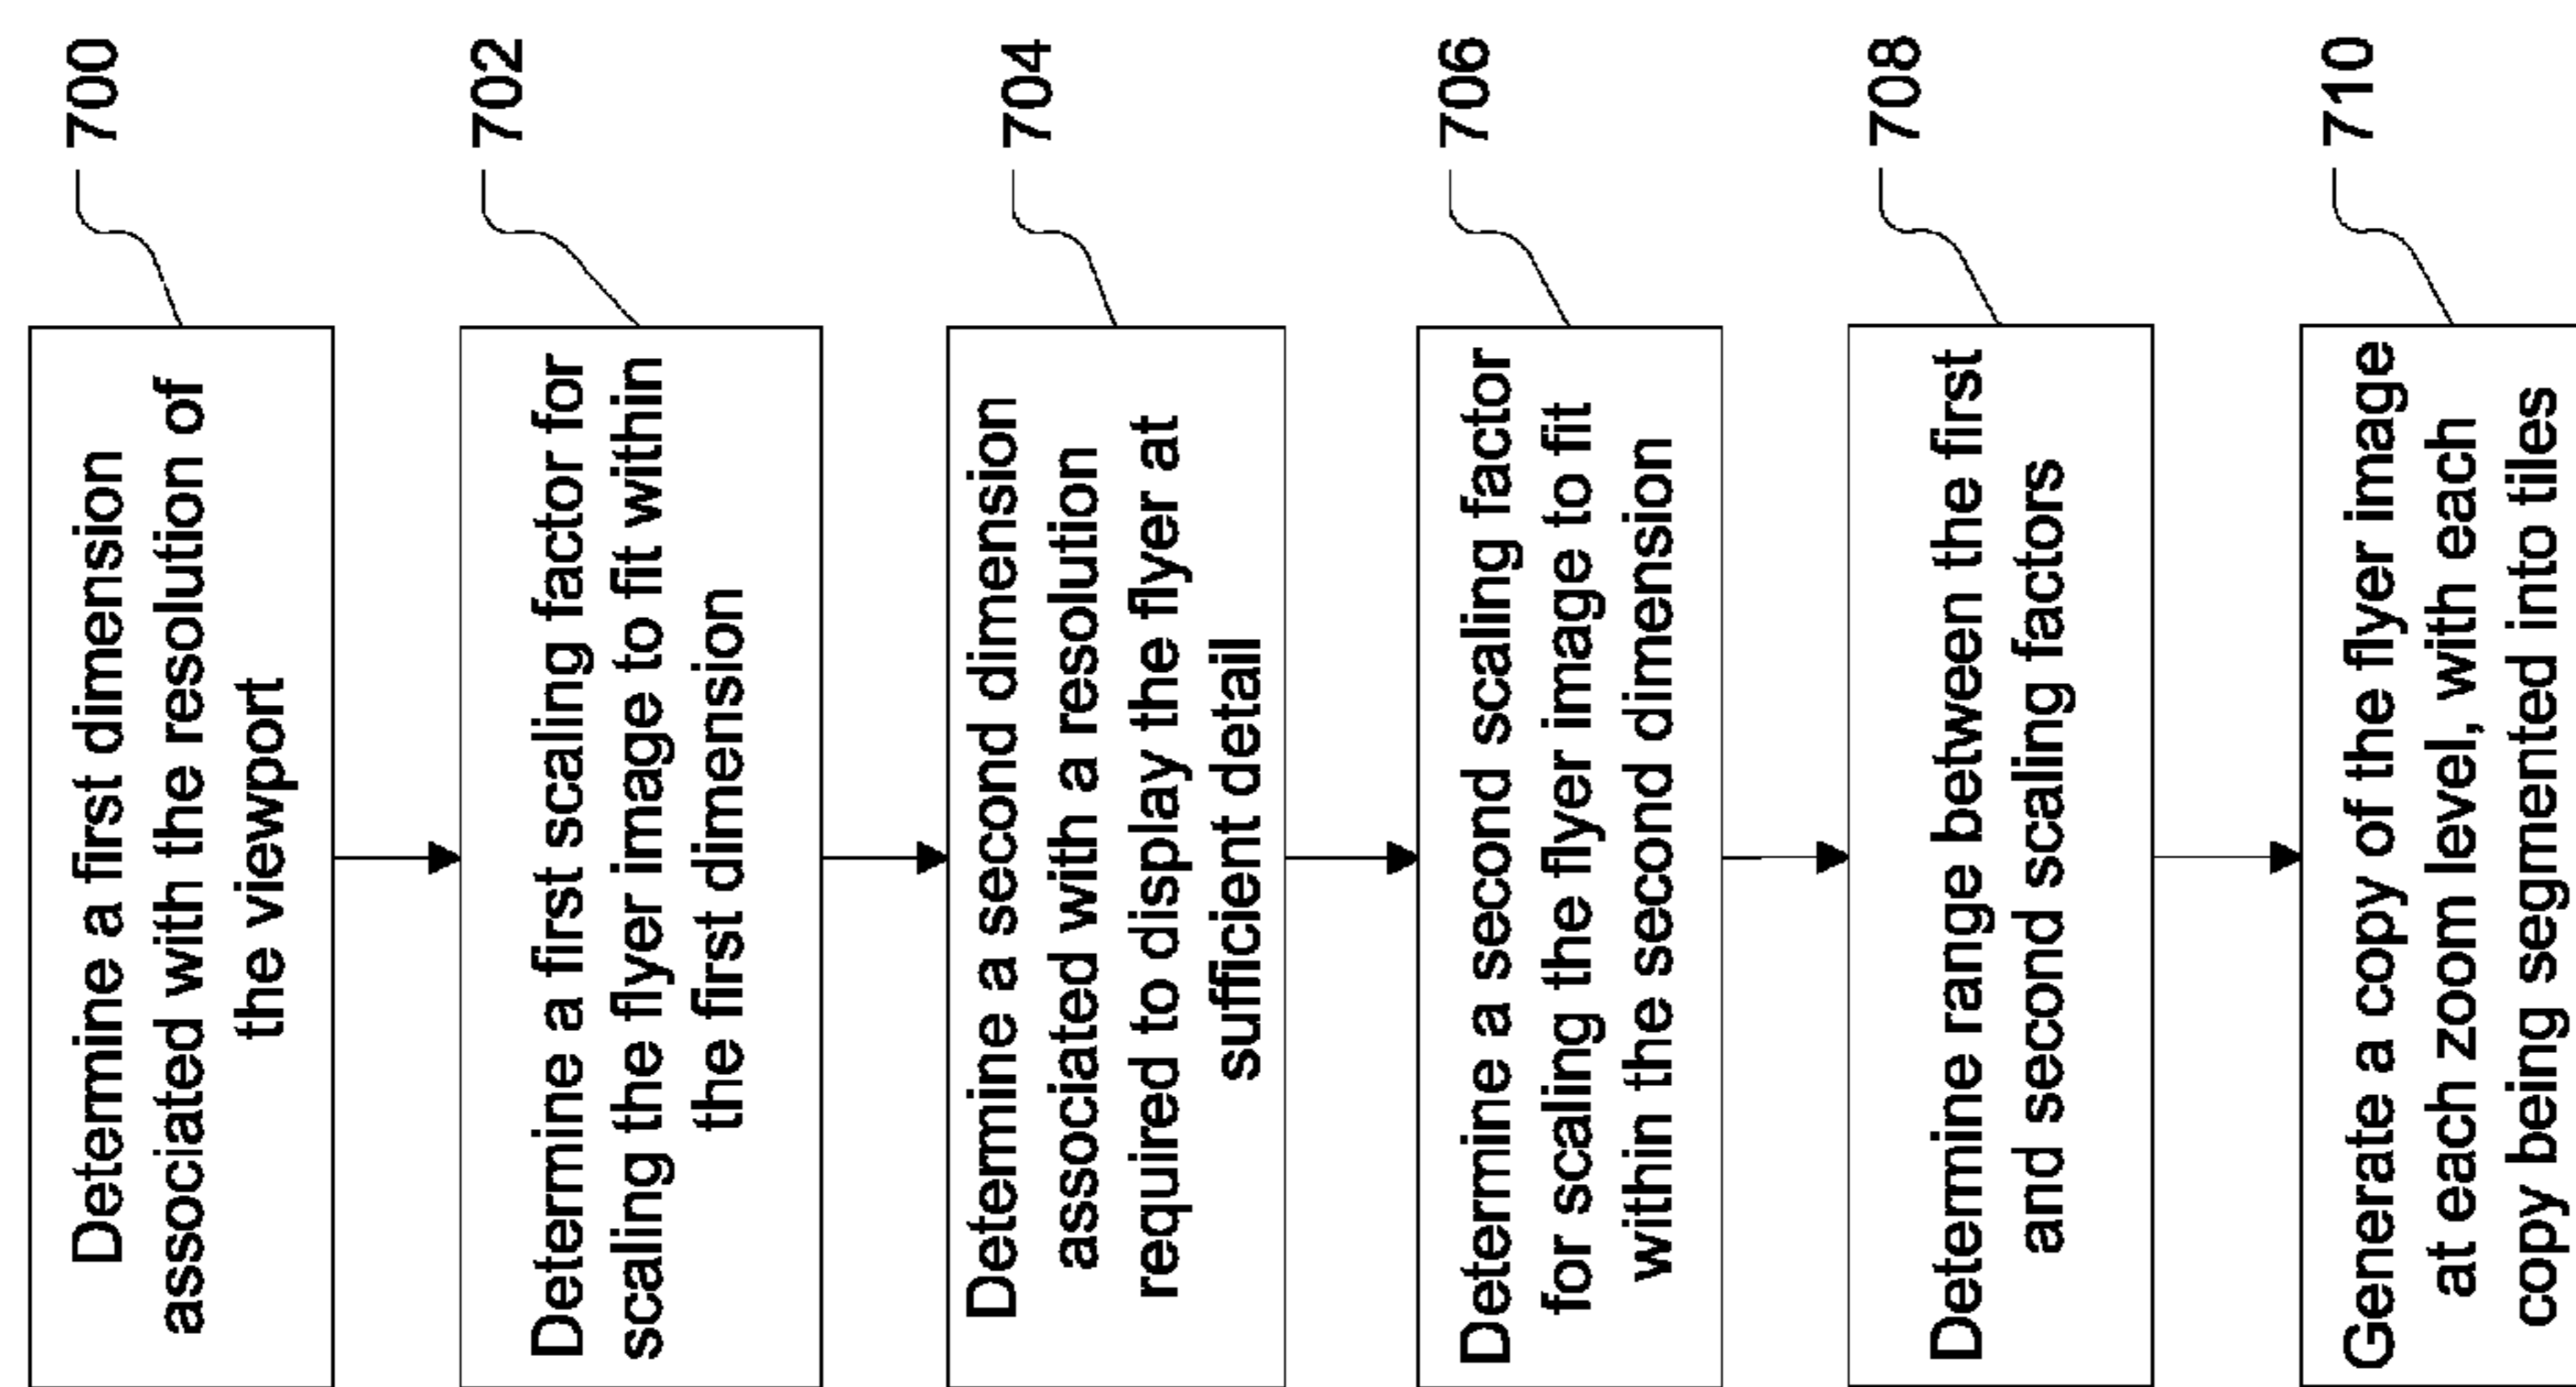 700
Determine a first dimension
associated with the resolution of
the viewport
702
Determine a first scaling factor for
scaling the flyer image to fit within
the first dimension
704
Determine a second dimension
associated with a resolution
required to display the flyer at
sufficient detail
706
Determine a second scaling factor
for scaling the flyer image to fit
within the second dimension
708
Determine range between the first
and second scaling factors
710
Generate a copy of the flyer image
at each zoom level, with each
copy being segmented into tiles